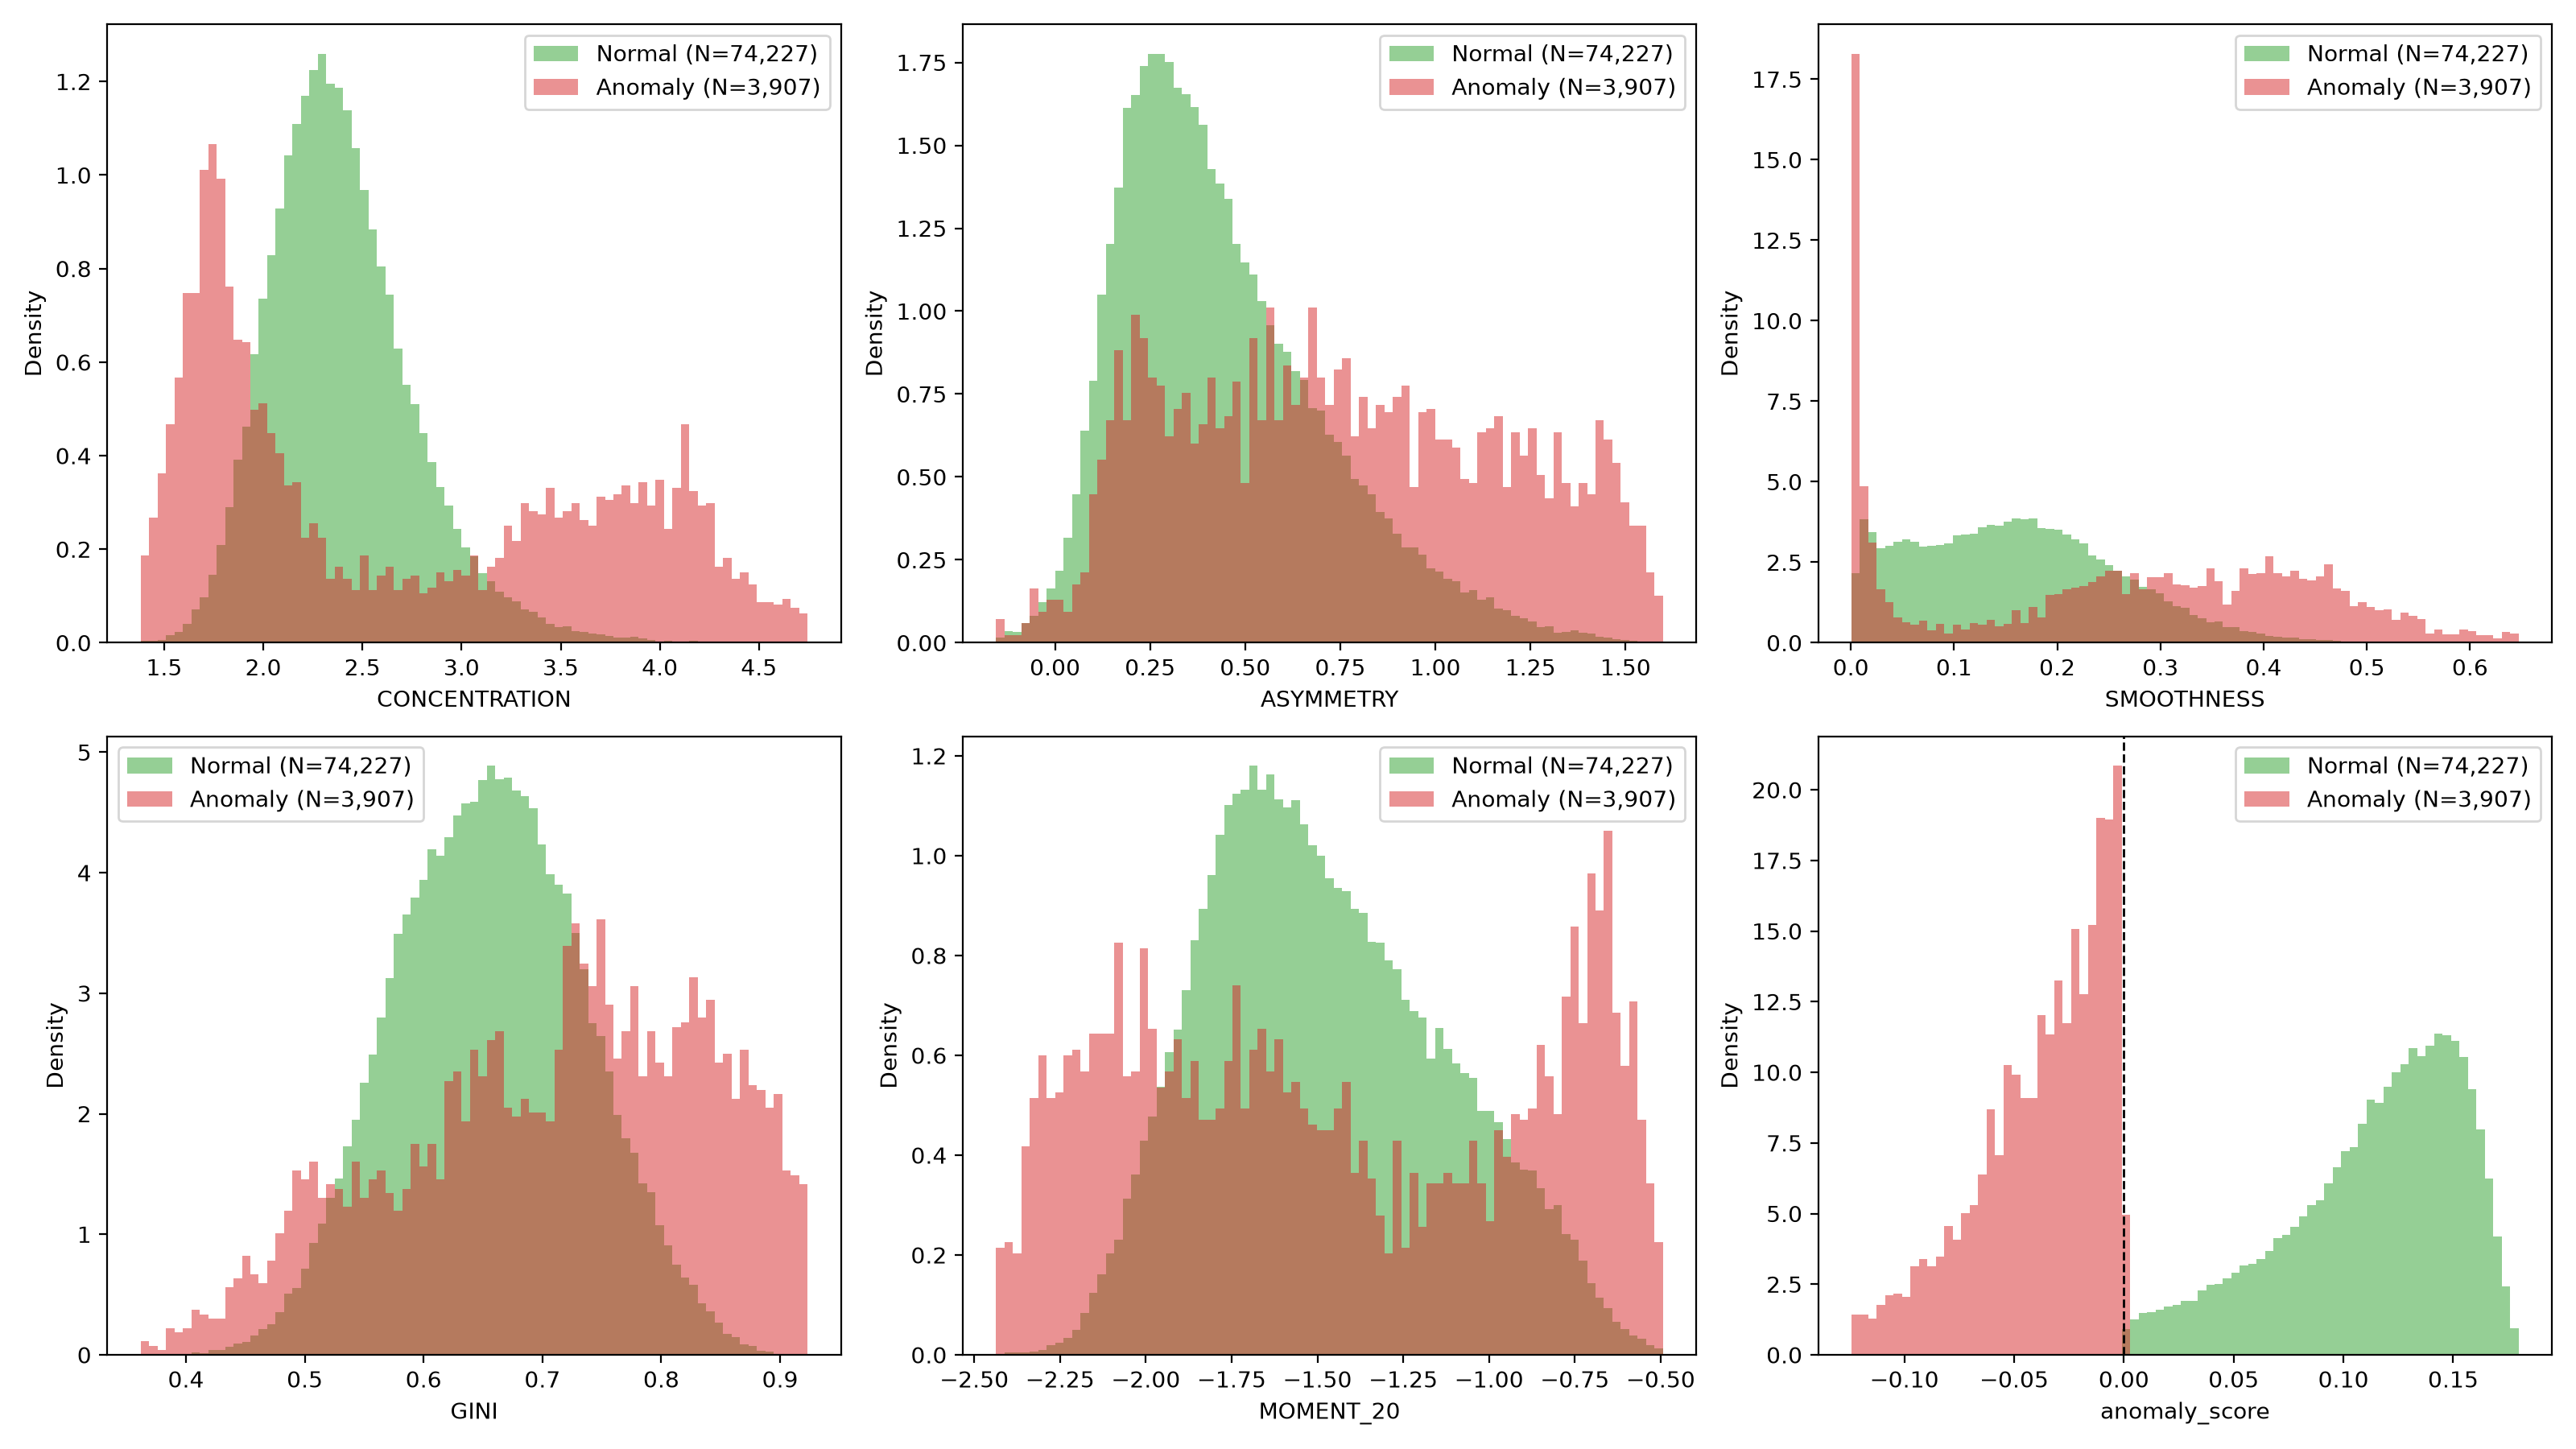 Normal (N=74,227)
Anomaly (N=3,907)
Density
0.0 0.2 0.4 0.6 0.8 1.0 1.2
1.5 2.0 2.5 3.0 3.5 4.0 4.5
CONCENTRATION
Normal (N=74,227)
Anomaly (N=3,907)
Density
0.00 0.25 0.50 0.75 1.00 1.25 1.50 1.75
0.00 0.25 0.50 0.75 1.00 1.25 1.50
ASYMMETRY
Normal (N=74,227)
Anomaly (N=3,907)
Density
0.0 2.5 5.0 7.5 10.0 12.5 15.0 17.5
0.0 0.1 0.2 0.3 0.4 0.5 0.6
SMOOTHNESS
Normal (N=74,227)
Anomaly (N=3,907)
Density
0 1 2 3 4 5
0.4 0.5 0.6 0.7 0.8 0.9
GINI
Normal (N=74,227)
Anomaly (N=3,907)
Density
0.0 0.2 0.4 0.6 0.8 1.0 1.2
−2.50 −2.25 −2.00 −1.75 −1.50 −1.25 −1.00 −0.75 −0.50
MOMENT_20
Normal (N=74,227)
Anomaly (N=3,907)
Density
0.0 2.5 5.0 7.5 10.0 12.5 15.0 17.5 20.0
−0.10 −0.05 0.00 0.05 0.10 0.15
anomaly_score